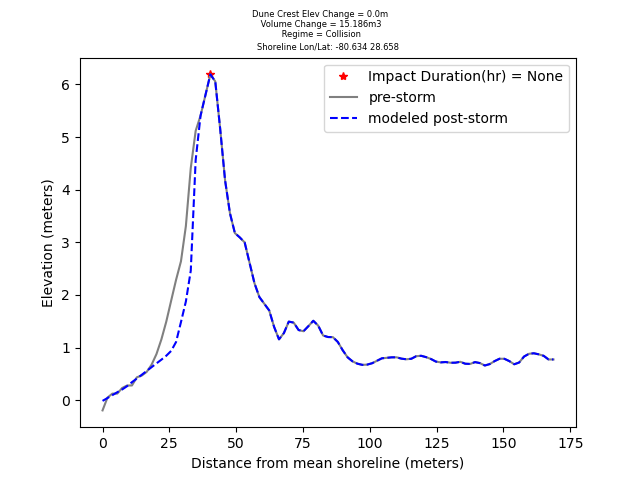 Dune Crest Elev Change = 0.0m
Volume Change = 15.186m3
Regime = Collision
Shoreline Lon/Lat: -80.634 28.658
Impact Duration(hr) = None
pre-storm
modeled post-storm
Elevation (meters)
6
5
4
3
2
1
0
0 25 50 75 100 125 150 175
Distance from mean shoreline (meters)